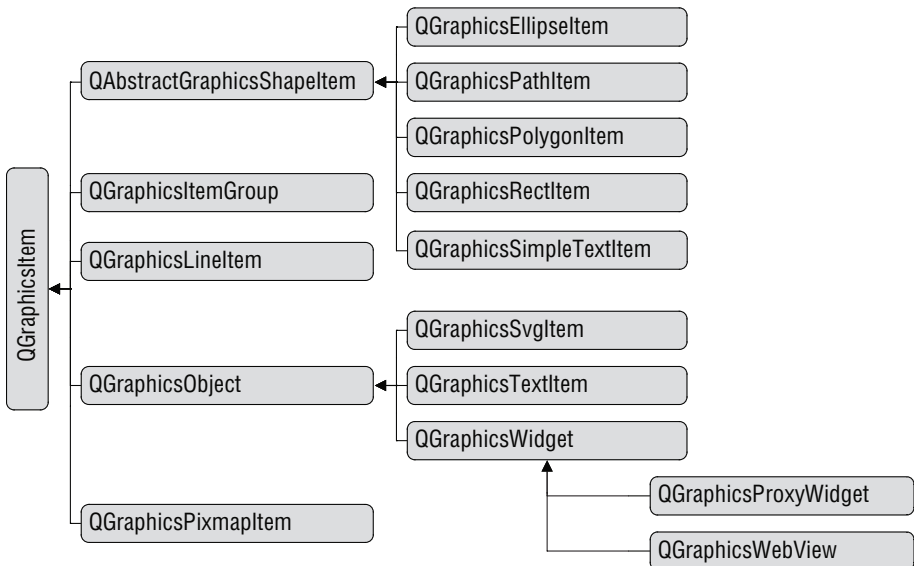 QGraphicsItem
QAbstractGraphicsShapeItem
QGraphicsEllipseItem
QGraphicsPathItem
QGraphicsPolygonItem
QGraphicsRectItem
QGraphicsSimpleTextItem
QGraphicsItemGroup
QGraphicsLineItem
QGraphicsObject
QGraphicsSvgItem
QGraphicsTextItem
QGraphicsWidget
QGraphicsProxyWidget
QGraphicsWebView
QGraphicsPixmapItem